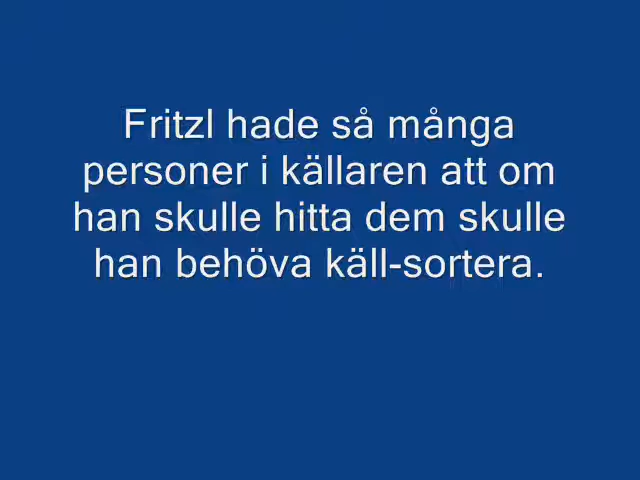 Fritzl hade så många
personer i källaren att om
han skulle hitta dem skulle
han behöva käll-sortera.